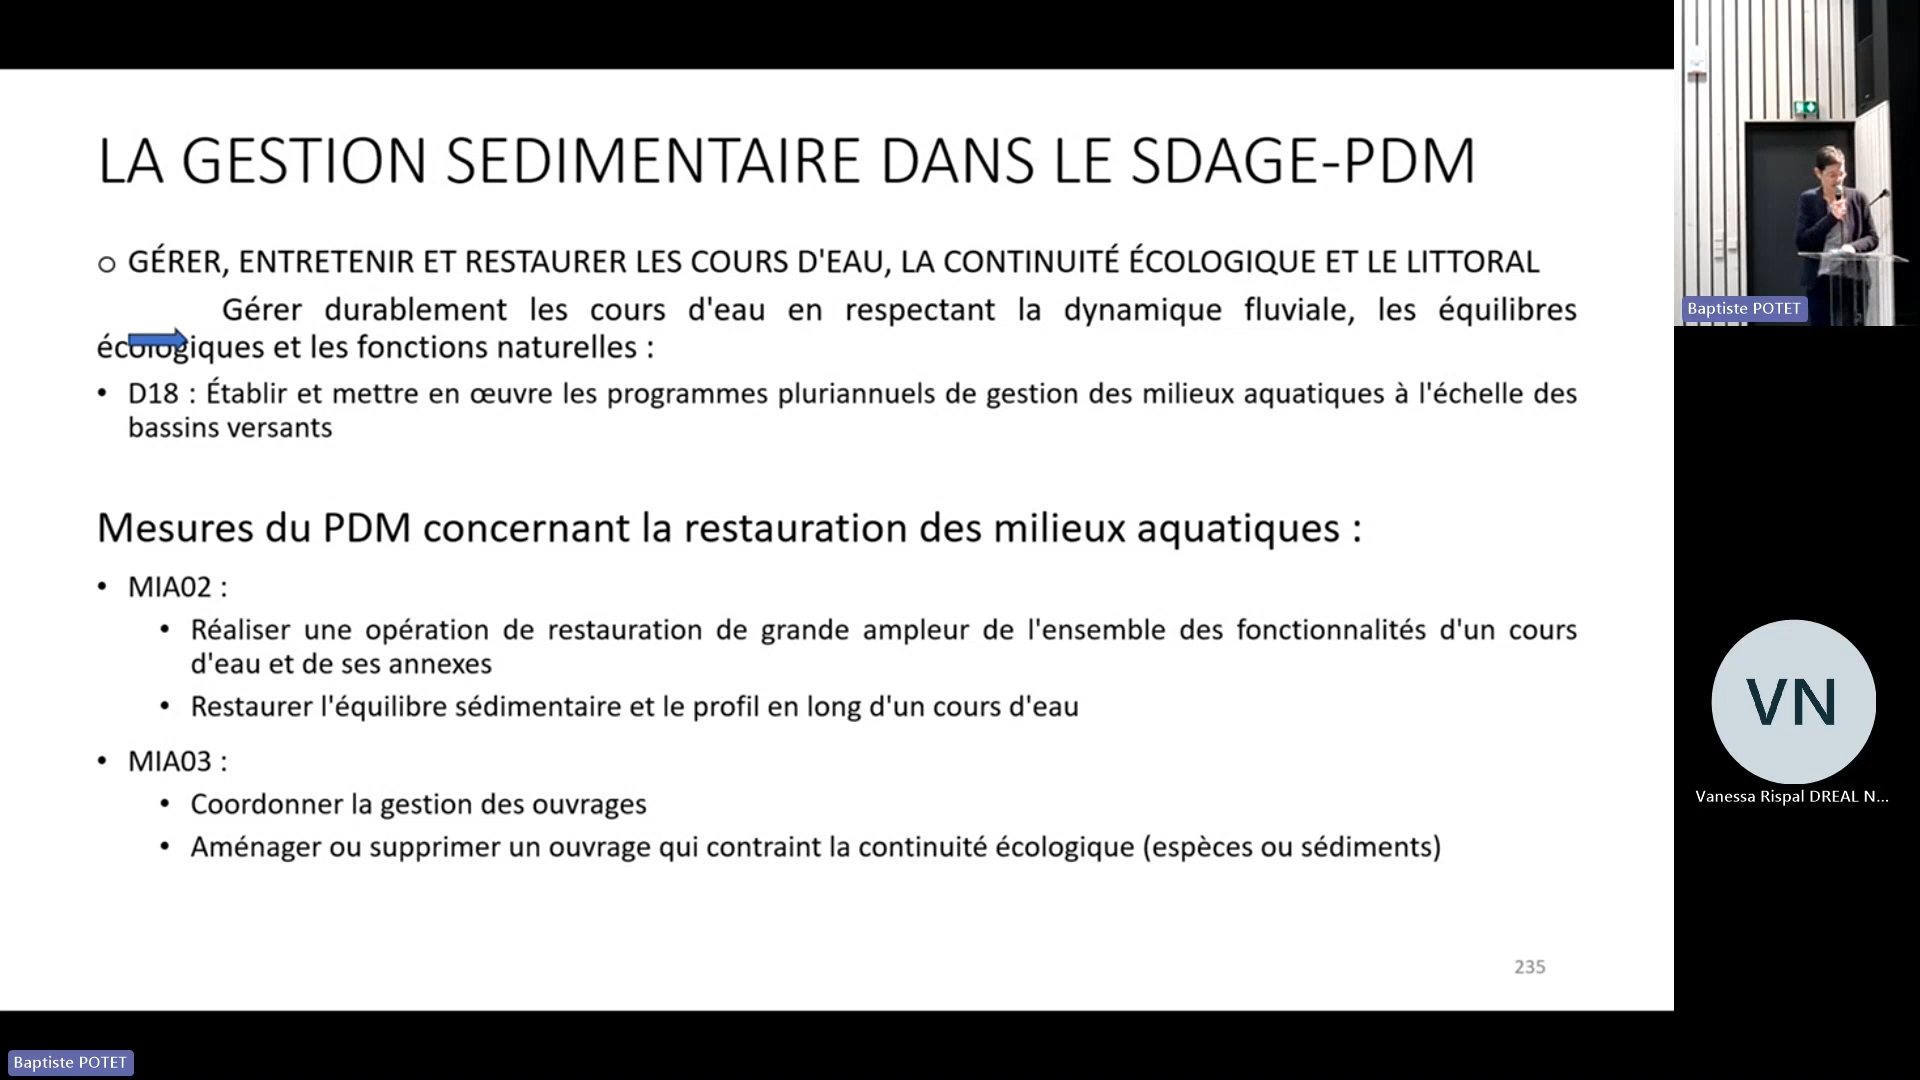 LA GESTION SEDIMENTAIRE DANS LE SDAGE-PDM
o GÉRER, ENTRETENIR ET RESTAURER LES COURS D'EAU, LA CONTINUITÉ ÉCOLOGIQUE ET LE LITTORAL
Gérer durablement les cours d'eau en respectant la dynamique fluviale, les équilibres
écologiques et les fonctions naturelles :
• D18 : Établir et mettre en œuvre les programmes pluriannuels de gestion des milieux aquatiques à l'échelle des
bassins versants
Mesures du PDM concernant la restauration des milieux aquatiques :
• MIA02 :
• Réaliser une opération de restauration de grande ampleur de l'ensemble des fonctionnalités d'un cours
d'eau et de ses annexes
• Restaurer l'équilibre sédimentaire et le profil en long d'un cours d'eau
• MIA03 :
• Coordonner la gestion des ouvrages
• Aménager ou supprimer un ouvrage qui contraint la continuité écologique (espèces ou sédiments)
235
Baptiste POTET
Baptiste POTET
VN
Vanessa Rispal DREAL N...